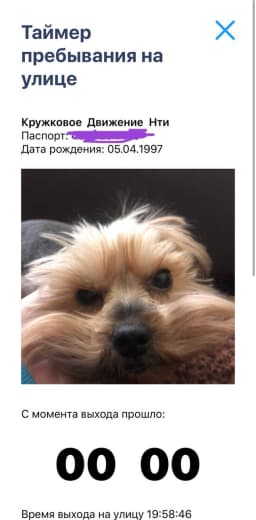 Таймер
пребывания на
улице
Кружковое Движение Нти
Паспорт:
Дата рождения: 05.04.1997
С момента выхода прошло:
00 00
Время выхода на улицу 19:58:46